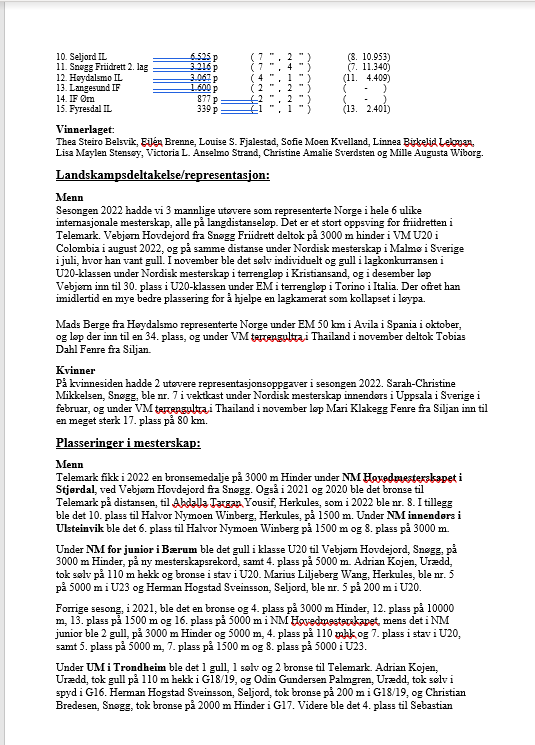 10. Seljord IL 6.525 p ( 7 " , 2 " ) (8. 10.953)
11. Snøgg Friidrett 2. lag 3.216 p ( 7 " , 4 " ) (7. 11.340)
12. Høydalsmo IL 3.067 p ( 4 " , 1 " ) (11. 4.409)
13. Langesund IF 1.600 p ( 2 " , 2 " ) ( - )
14. IF Ørn 877 p ( 2 " , 2 " ) ( - )
15. Fyresdal IL 339 p ( 1 " , 1 " ) (13. 2.401)
Vinnerlaget:
Thea Steiro Belsvik, Eilén Brenne, Louise S. Fjalestad, Sofie Moen Kvelland, Linnea Birkelid Lekman,
Lisa Maylen Stensøy, Victoria L. Anselmo Strand, Christine Amalie Sverdsten og Mille Augusta Wiborg.
Landskampsdeltakelse/representasjon:
Menn
Sesongen 2022 hadde vi 3 mannlige utøvere som representerte Norge i hele 6 ulike
internasjonale mesterskap, alle på langdistanseløp. Det er et stort oppsving for friidretten i
Telemark. Vebjørn Hovdejord fra Snøgg Friidrett deltok på 3000 m hinder i VM U20 i
Colombia i august 2022, og på samme distanse under Nordisk mesterskap i Malmø i Sverige
i juli, hvor han vant gull. I november ble det sølv individuelt og gull i lagkonkurransen i
U20-klassen under Nordisk mesterskap i terrengløp i Kristiansand, og i desember løp
Vebjørn inn til 30. plass i U20-klassen under EM i terrengløp i Torino i Italia. Der ofret han
imidlertid en mye bedre plassering for å hjelpe en lagkamerat som kollapset i løypa.
Mads Berge fra Høydalsmo representerte Norge under EM 50 km i Avila i Spania i oktober,
og løp der inn til en 34. plass, og under VM terrengultra i Thailand i november deltok Tobias
Dahl Fenre fra Siljan.
Kvinner
På kvinnesiden hadde 2 utøvere representasjonsoppgaver i sesongen 2022. Sarah-Christine
Mikkelsen, Snøgg, ble nr. 7 i vektkast under Nordisk mesterskap innendørs i Uppsala i Sverige i
februar, og under VM terrengultra i Thailand i november løp Mari Klakegg Fenre fra Siljan inn til
en meget sterk 17. plass på 80 km.
Plasseringer i mesterskap:
Menn
Telemark fikk i 2022 en bronsemedalje på 3000 m Hinder under NM Hovedmesterskapet i
Stjørdal, ved Vebjørn Hovdejord fra Snøgg. Også i 2021 og 2020 ble det bronse til
Telemark på distansen, til Abdalla Targan Yousif, Herkules, som i 2022 ble nr. 8. I tillegg
ble det 10. plass til Halvor Nymoen Winberg, Herkules, på 1500 m. Under NM innendørs i
Ulsteinvik ble det 6. plass til Halvor Nymoen Winberg på 1500 m og 8. plass på 3000 m.
Under NM for junior i Bærum ble det gull i klasse U20 til Vebjørn Hovdejord, Snøgg, på
3000 m Hinder, på ny mesterskapsrekord, samt 4. plass på 5000 m. Adrian Kojen, Urædd,
tok sølv på 110 m hekk og bronse i stav i U20. Marius Liljeberg Wang, Herkules, ble nr. 5
på 5000 m i U23 og Herman Hogstad Sveinsson, Seljord, ble nr. 5 på 200 m i U20.
Forrige sesong, i 2021, ble det en bronse og 4. plass på 3000 m Hinder, 12. plass på 10000
m, 13. plass på 1500 m og 16. plass på 5000 m i NM Hovedmesterskapet, mens det i NM
junior ble 2 gull, på 3000 m Hinder og 5000 m, 4. plass på 110 mhk og 7. plass i stav i U20,
samt 5. plass på 5000 m, 7. plass på 1500 m og 8. plass på 5000 i U23.
Under UM i Trondheim ble det 1 gull, 1 sølv og 2 bronse til Telemark. Adrian Kojen,
Urædd, tok gull på 110 m hekk i G18/19, og Odin Gundersen Palmgren, Urædd, tok sølv i
spyd i G16. Herman Hogstad Sveinsson, Seljord, tok bronse på 200 m i G18/19, og Christian
Bredesen, Snøgg, tok bronse på 2000 m Hinder i G17. Videre ble det 4. plass til Sebastian